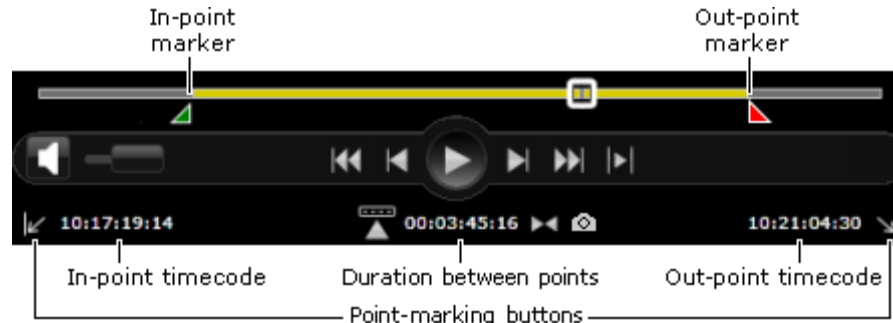 In-point
marker
Out-point
marker
10:17:19:14
00:03:45:16
10:21:04:30
In-point timecode
Duration between points
Out-point timecode
Point-marking buttons